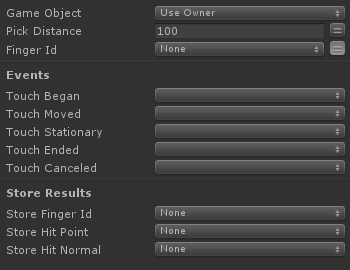 Game Object Use Owner
Pick Distance 100
Finger Id None
Events
Touch Began
Touch Moved
Touch Stationary
Touch Ended
Touch Canceled
Store Results
Store Finger Id None
Store Hit Point None
Store Hit Normal None